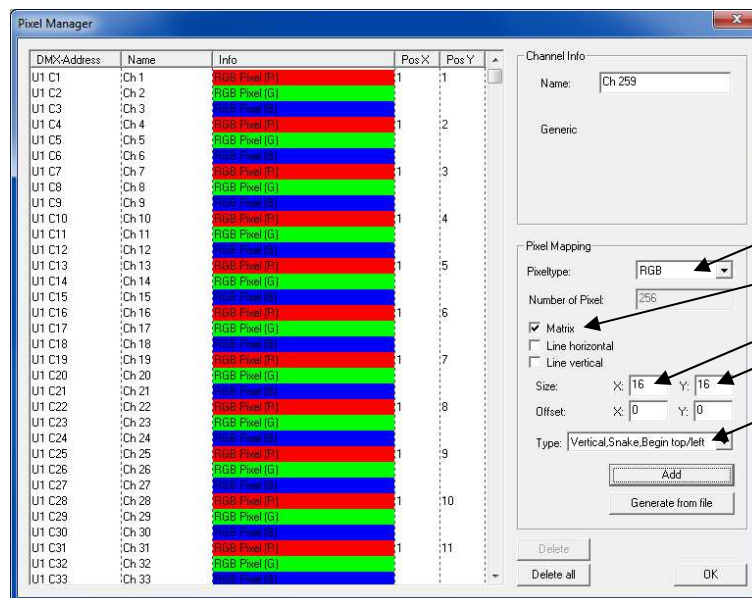 Pixel Manager
DMX-Address Name Info Pos X Pos Y
U1 C1 Ch 1 RGB Pixel (R) 1 1
U1 C2 Ch 2 RGB Pixel (G)
U1 C3 Ch 3 RGB Pixel (B)
U1 C4 Ch 4 RGB Pixel (R) 1 2
U1 C5 Ch 5 RGB Pixel (G)
U1 C6 Ch 6 RGB Pixel (B)
U1 C7 Ch 7 RGB Pixel (R) 1 3
U1 C8 Ch 8 RGB Pixel (G)
U1 C9 Ch 9 RGB Pixel (B)
U1 C10 Ch 10 RGB Pixel (R) 1 4
U1 C11 Ch 11 RGB Pixel (G)
U1 C12 Ch 12 RGB Pixel (B)
U1 C13 Ch 13 RGB Pixel (R) 1 5
U1 C14 Ch 14 RGB Pixel (G)
U1 C15 Ch 15 RGB Pixel (B)
U1 C16 Ch 16 RGB Pixel (R) 1 6
U1 C17 Ch 17 RGB Pixel (G)
U1 C18 Ch 18 RGB Pixel (B)
U1 C19 Ch 19 RGB Pixel (R) 1 7
U1 C20 Ch 20 RGB Pixel (G)
U1 C21 Ch 21 RGB Pixel (B)
U1 C22 Ch 22 RGB Pixel (R) 1 8
U1 C23 Ch 23 RGB Pixel (G)
U1 C24 Ch 24 RGB Pixel (B)
U1 C25 Ch 25 RGB Pixel (R) 1 9
U1 C26 Ch 26 RGB Pixel (G)
U1 C27 Ch 27 RGB Pixel (B)
U1 C28 Ch 28 RGB Pixel (R) 1 10
U1 C29 Ch 29 RGB Pixel (G)
U1 C30 Ch 30 RGB Pixel (B)
U1 C31 Ch 31 RGB Pixel (R) 1 11
U1 C32 Ch 32 RGB Pixel (G)
U1 C33 Ch 33 RGB Pixel (B)
Channel Info
Name: Ch 259
Generic
Pixel Mapping
Pixeltype: RGB
Number of Pixel: 256
Matrix
Line horizontal
Line vertical
Size: X: 16 Y: 16
Offset: X: 0 Y: 0
Type: Vertical,Snake,Begin top/left
Add
Generate from file
Delete
Delete all OK